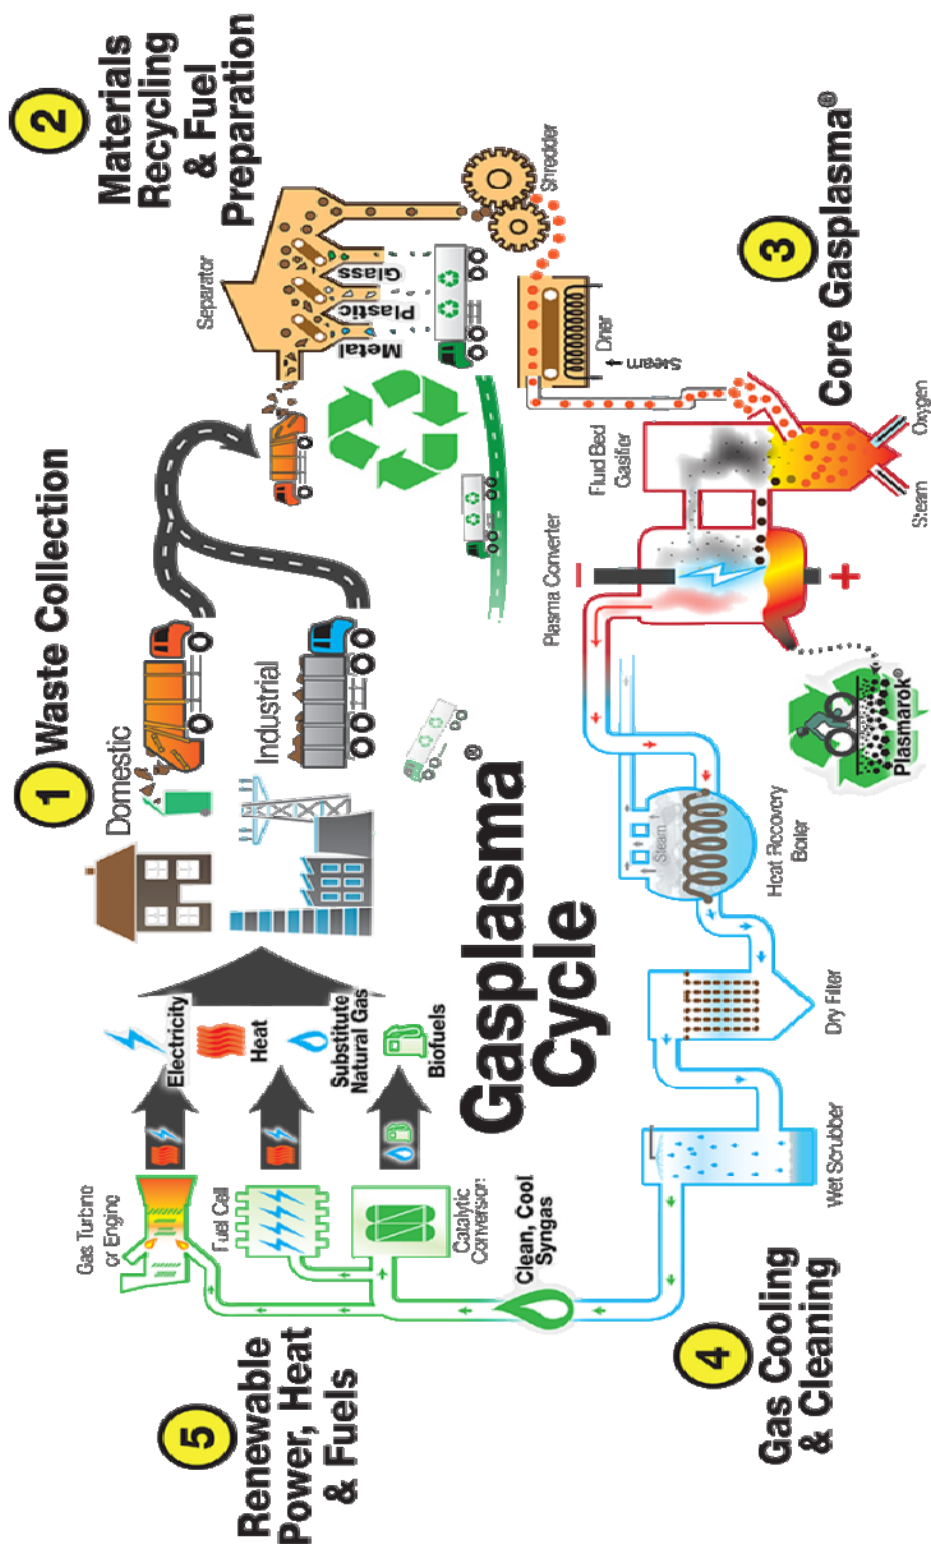 1
Waste Collection
Domestic
Industrial
2
Materials
Recycling
& Fuel
Preparation
Separator
Metal
Plastic
Glass
Shredder
Drier
Steam
3
Core Gasplasma®
Fluid Bed
Gasifier
Oxygen
Steam
Plasma Converter
−
+
Plasmarok®
4
Gas Cooling
& Cleaning
Steam
Heat Recovery
Boiler
Dry Filter
Wet Scrubber
Clean, Cool
Syngas
5
Renewable
Power, Heat
& Fuels
Gas Turbine
or Engine
Fuel Cell
Catalytic
Conversion
Electricity
Heat
Substitute
Natural Gas
Biofuels
Gasplasma®
Cycle